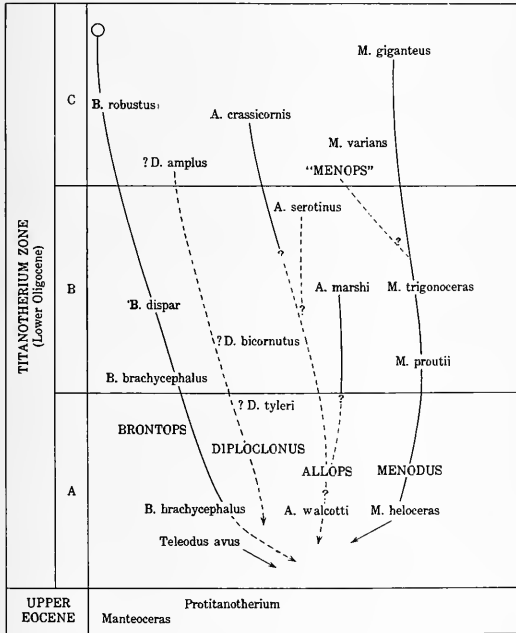 M. giganteus
C
B. robustus
A. crassicornis
M. varians
? D. amplus
"MENOPS"
A. serotinus
?
?
TITANOTHERIUM ZONE
(Lower Oligocene)
B
A. marshi
M. trigonoceras
B. dispar
?
? D. bicornutus
M. proutii
B. brachycephalus
? D. tyleri
?
BRONTOPS
DIPLOCLONUS
ALLOPS
MENODUS
A
?
B. brachycephalus
A. walcotti
M. heloceras
Teleodus avus
UPPER
EOCENE
Protitanotherium
Manteoceras